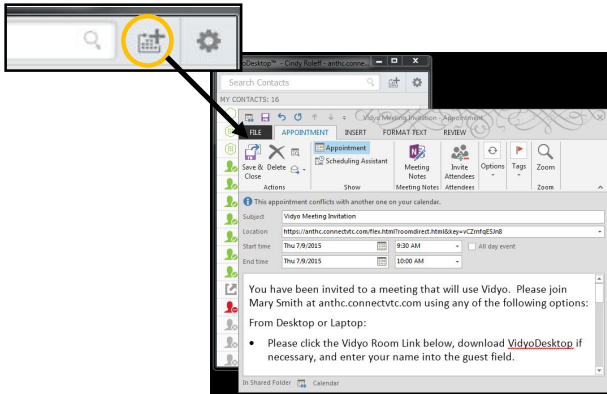 oDesktop™ - Cindy Roleff - anthc.conne...
Search Contacts
MY CONTACTS: 16
Vidyo Meeting Invitation - Appointment
FILE APPOINTMENT INSERT FORMAT TEXT REVIEW
Save & Close
Delete
Actions
Appointment
Scheduling Assistant
Show
Meeting Notes
Meeting Notes
Invite Attendees
Attendees
Options
Tags
Zoom
Zoom
This appointment conflicts with another one on your calendar.
Subject Vidyo Meeting Invitation
Location https://anthc.connectvtc.com/flex.html?roomdirect.html&key=vCZrnfqESJn8
Start time Thu 7/9/2015 9:30 AM All day event
End time Thu 7/9/2015 10:00 AM
You have been invited to a meeting that will use Vidyo. Please join
Mary Smith at anthc.connectvtc.com using any of the following options:
From Desktop or Laptop:
• Please click the Vidyo Room Link below, download VidyoDesktop if
necessary, and enter your name into the guest field.
In Shared Folder Calendar